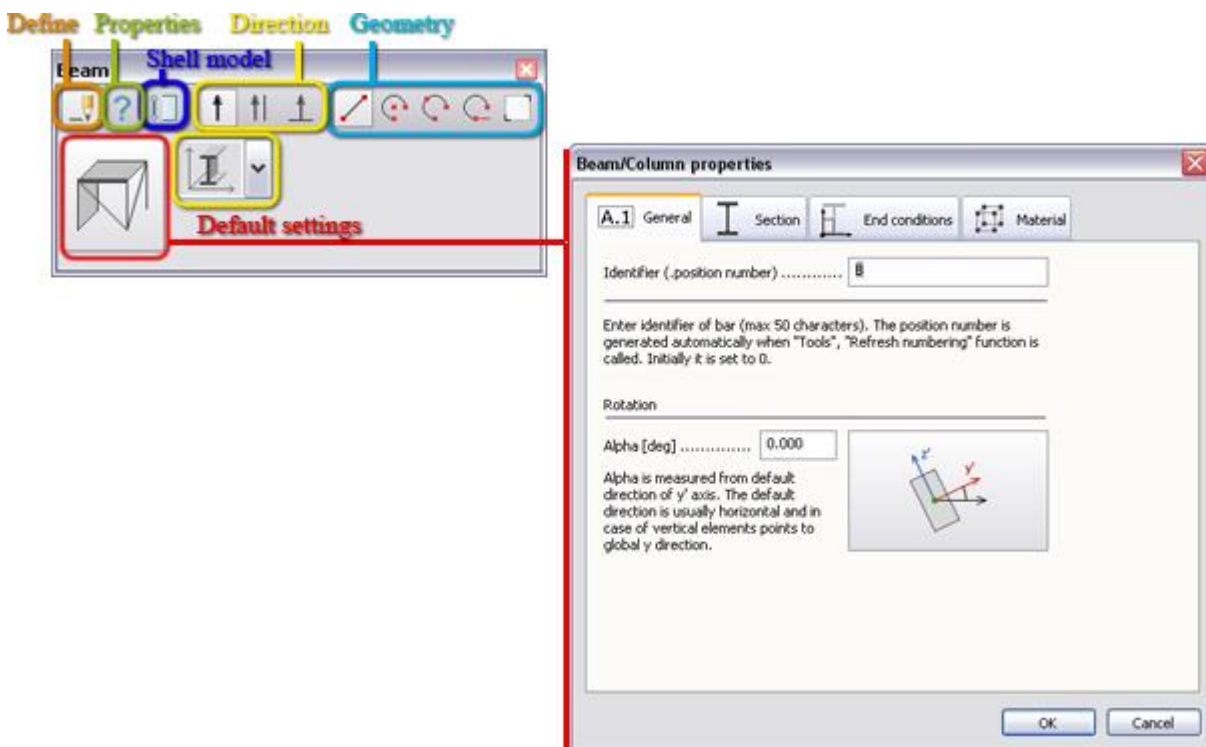 Define Properties Direction Geometry
Shell model
Beam
Default settings
Beam/Column properties
A.1 General Section End conditions Material
Identifier (.position number) ............. B
Enter identifier of bar (max 50 characters). The position number is
generated automatically when "Tools", "Refresh numbering" function is
called. Initially it is set to 0.
Rotation
Alpha [deg] ............... 0.000
Alpha is measured from default
direction of y' axis. The default
direction is usually horizontal and in
case of vertical elements points to
global y direction.
z'
y'
OK Cancel